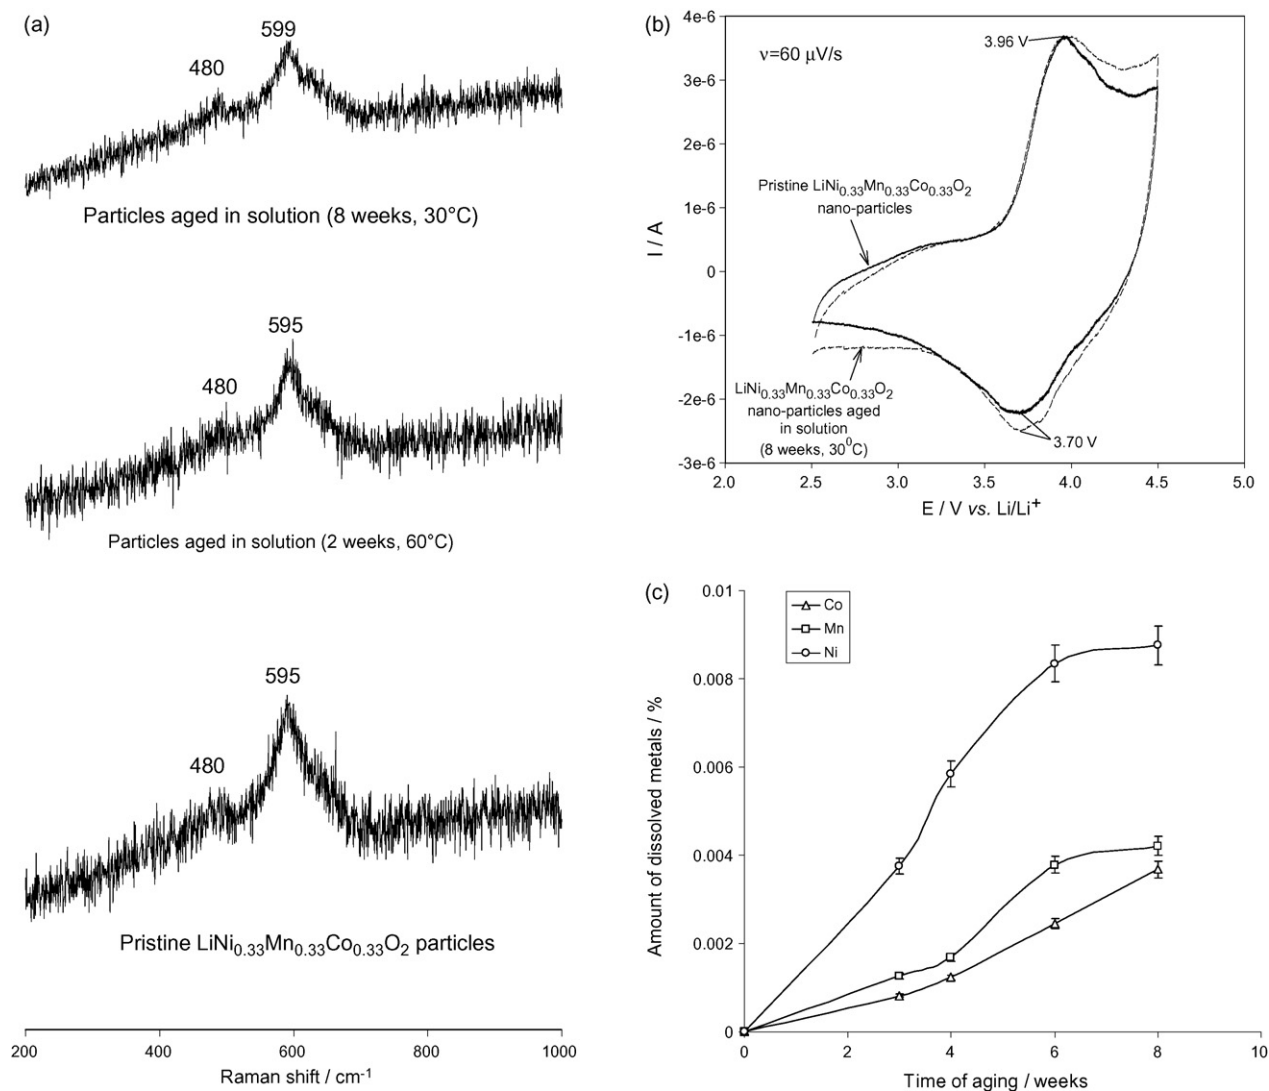 (a)
599
480
Particles aged in solution (8 weeks, 30°C)
595
480
Particles aged in solution (2 weeks, 60°C)
595
480
Pristine LiNi0.33Mn0.33Co0.33O2 particles
200 400 600 800 1000
Raman shift / cm-1
(b)
4e-6
3e-6
2e-6
1e-6
0
-1e-6
-2e-6
-3e-6
I / A
ν=60 μV/s
3.96 V
Pristine LiNi0.33Mn0.33Co0.33O2
nano-particles
LiNi0.33Mn0.33Co0.33O2
nano-particles aged
in solution
(8 weeks, 30⁰C)
3.70 V
2.0 2.5 3.0 3.5 4.0 4.5 5.0
E / V vs. Li/Li+
(c)
0.01
0.008
0.006
0.004
0.002
0
Amount of dissolved metals / %
Co
Mn
Ni
0 2 4 6 8 10
Time of aging / weeks